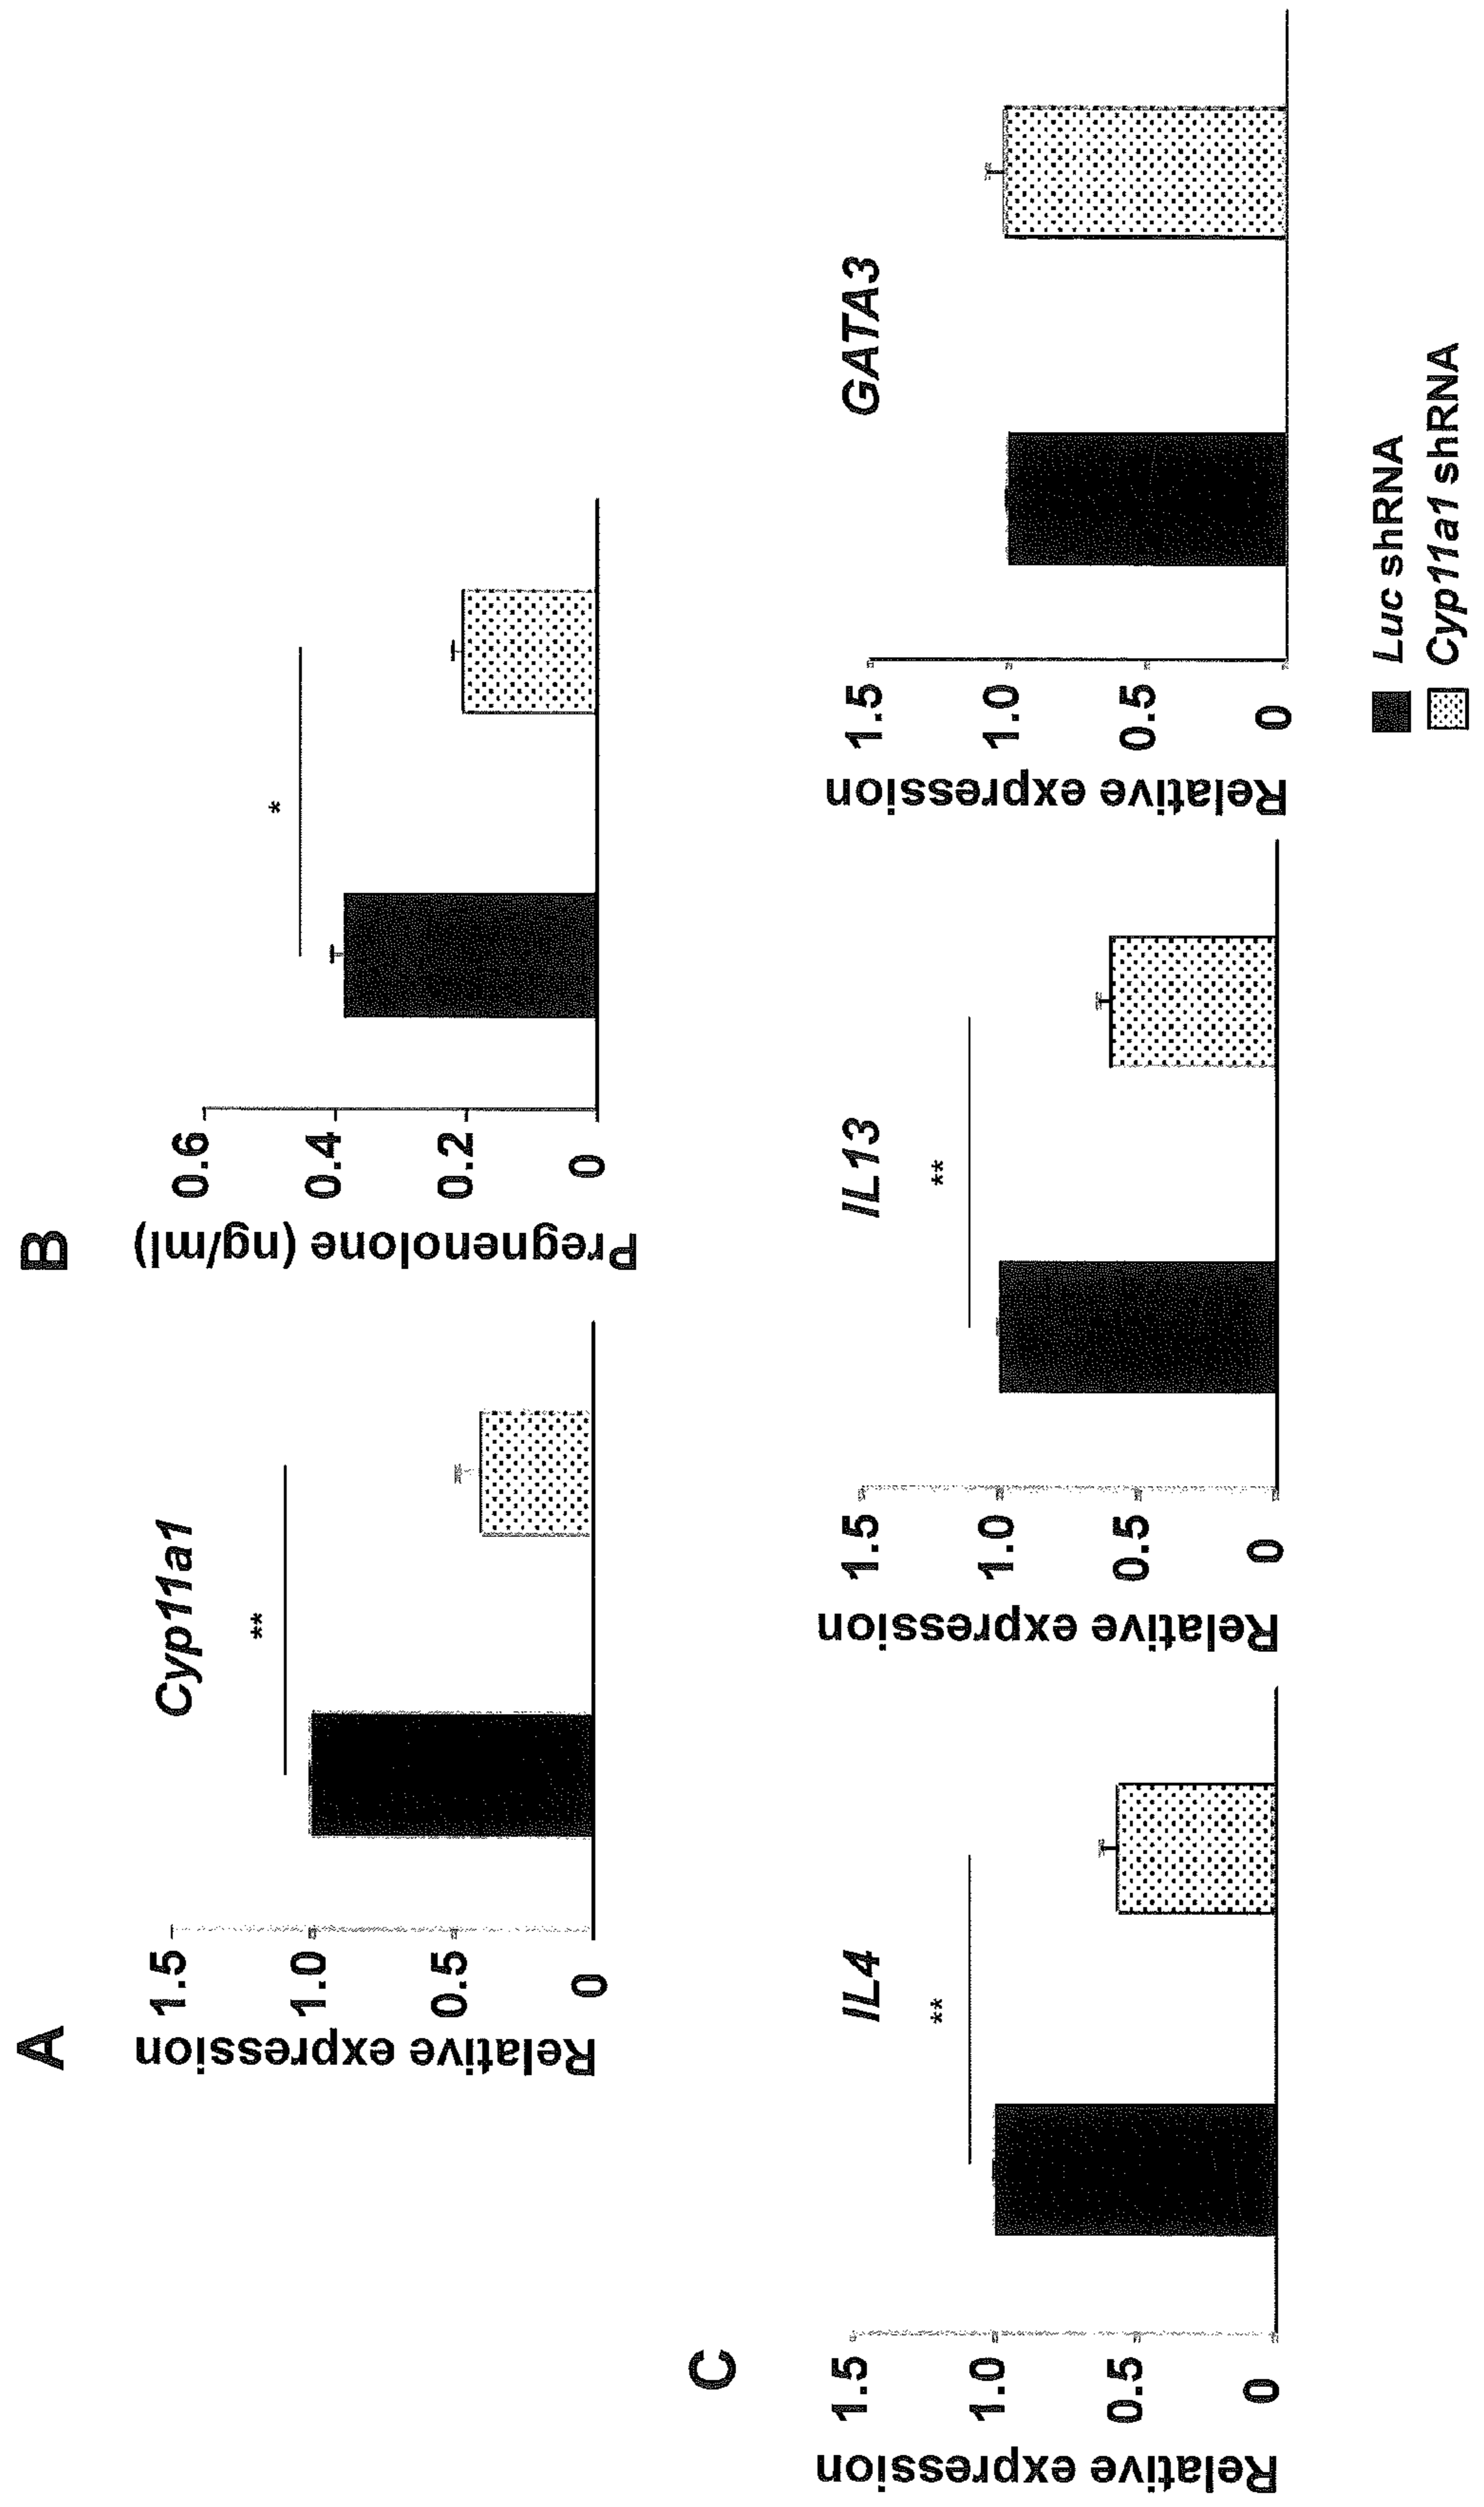 A
Cyp11a1
**
Relative expression
1.5
1.0
0.5
0
B
*
Pregnenolone (ng/ml)
0.6
0.4
0.2
0
C
IL4
**
Relative expression
1.5
1.0
0.5
0
IL13
**
Relative expression
1.5
1.0
0.5
0
GATA3
Relative expression
1.5
1.0
0.5
0
Luc shRNA
Cyp11a1 shRNA